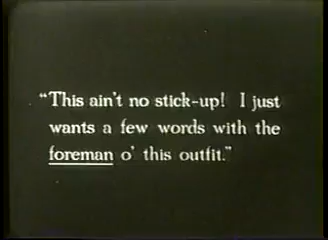 "This ain't no stick-up! I just
wants a few words with the
foreman o' this outfit."